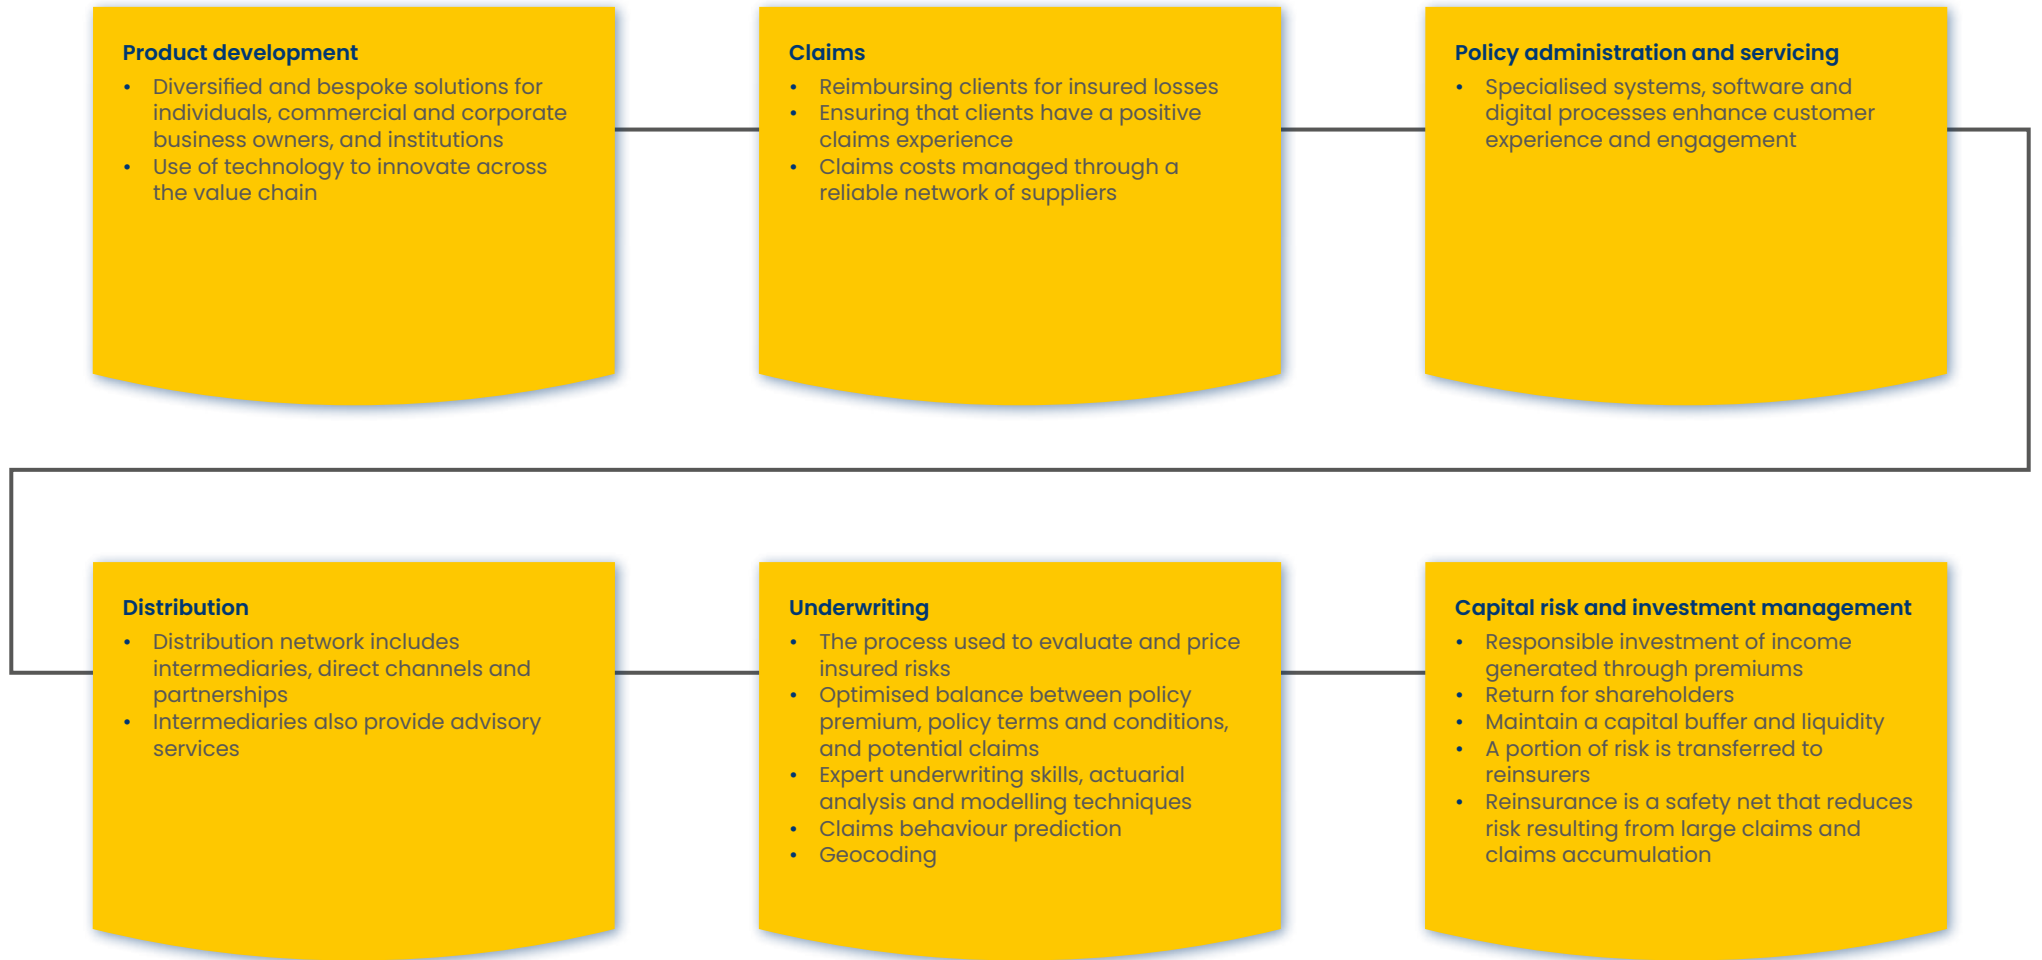 Product development
• Diversified and bespoke solutions for
individuals, commercial and corporate
business owners, and institutions
• Use of technology to innovate across
the value chain
Claims
• Reimbursing clients for insured losses
• Ensuring that clients have a positive
claims experience
• Claims costs managed through a
reliable network of suppliers
Policy administration and servicing
• Specialised systems, software and
digital processes enhance customer
experience and engagement
Distribution
• Distribution network includes
intermediaries, direct channels and
partnerships
• Intermediaries also provide advisory
services
Underwriting
• The process used to evaluate and price
insured risks
• Optimised balance between policy
premium, policy terms and conditions,
and potential claims
• Expert underwriting skills, actuarial
analysis and modelling techniques
• Claims behaviour prediction
• Geocoding
Capital risk and investment management
• Responsible investment of income
generated through premiums
• Return for shareholders
• Maintain a capital buffer and liquidity
• A portion of risk is transferred to
reinsurers
• Reinsurance is a safety net that reduces
risk resulting from large claims and
claims accumulation